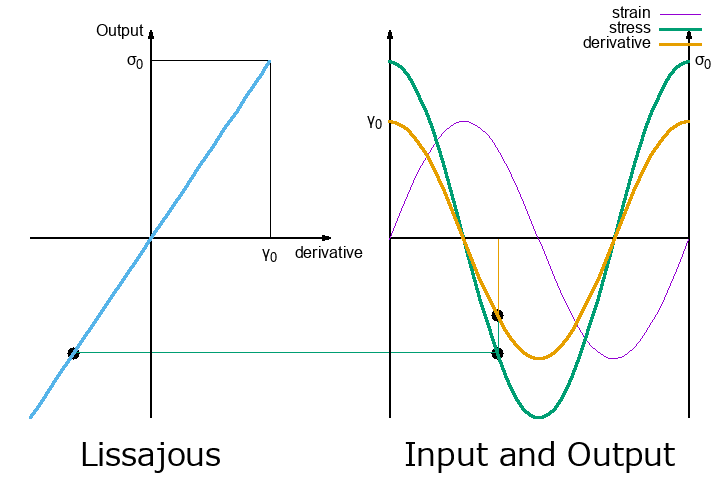 Output
σ0
γ0
derivative
Lissajous
strain
stress
derivative
σ0
γ0
Input and Output